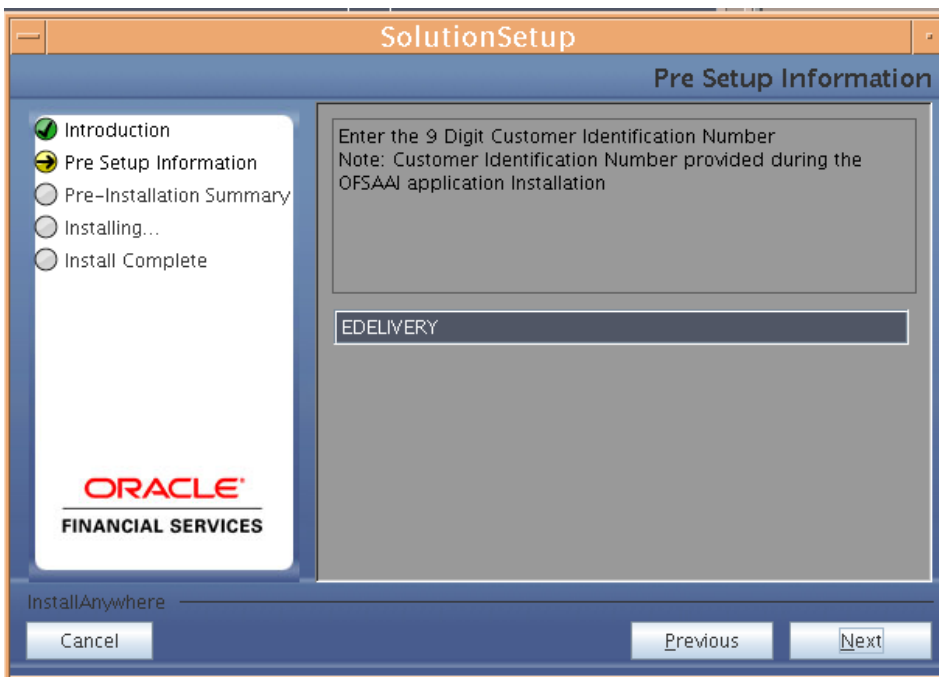 SolutionSetup
Pre Setup Information
Introduction
Pre Setup Information
Pre-Installation Summary
Installing...
Install Complete
Enter the 9 Digit Customer Identification Number
Note: Customer Identification Number provided during the
OFSAAI application Installation
EDELIVERY
ORACLE
FINANCIAL SERVICES
InstallAnywhere
Cancel
Previous
Next